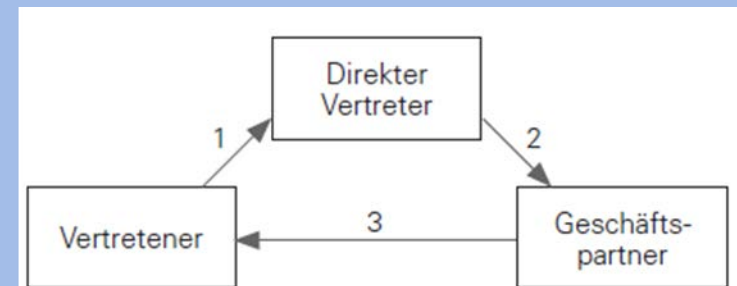 Direkter
Vertreter
1
2
Vertretener
3
Geschäfts-
partner